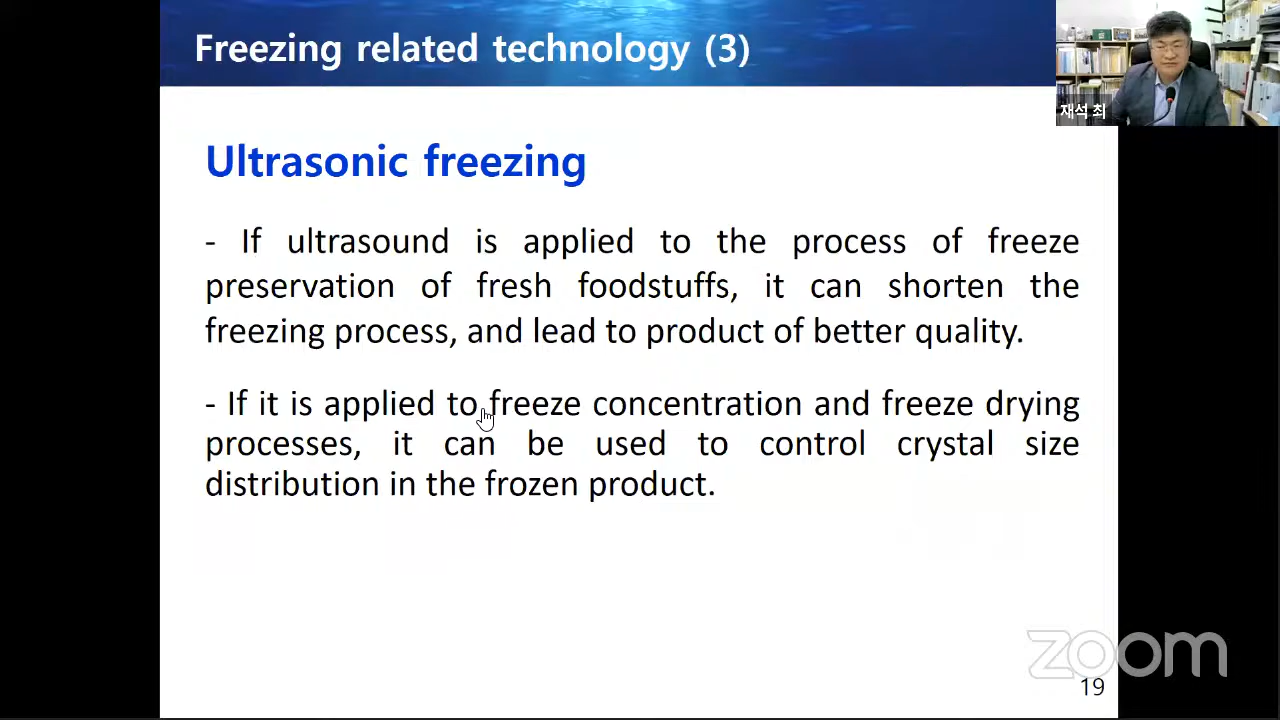 Freezing related technology (3)
재석 최
Ultrasonic freezing
- If ultrasound is applied to the process of freeze
preservation of fresh foodstuffs, it can shorten the
freezing process, and lead to product of better quality.
- If it is applied to freeze concentration and freeze drying
processes, it can be used to control crystal size
distribution in the frozen product.
zoom
19